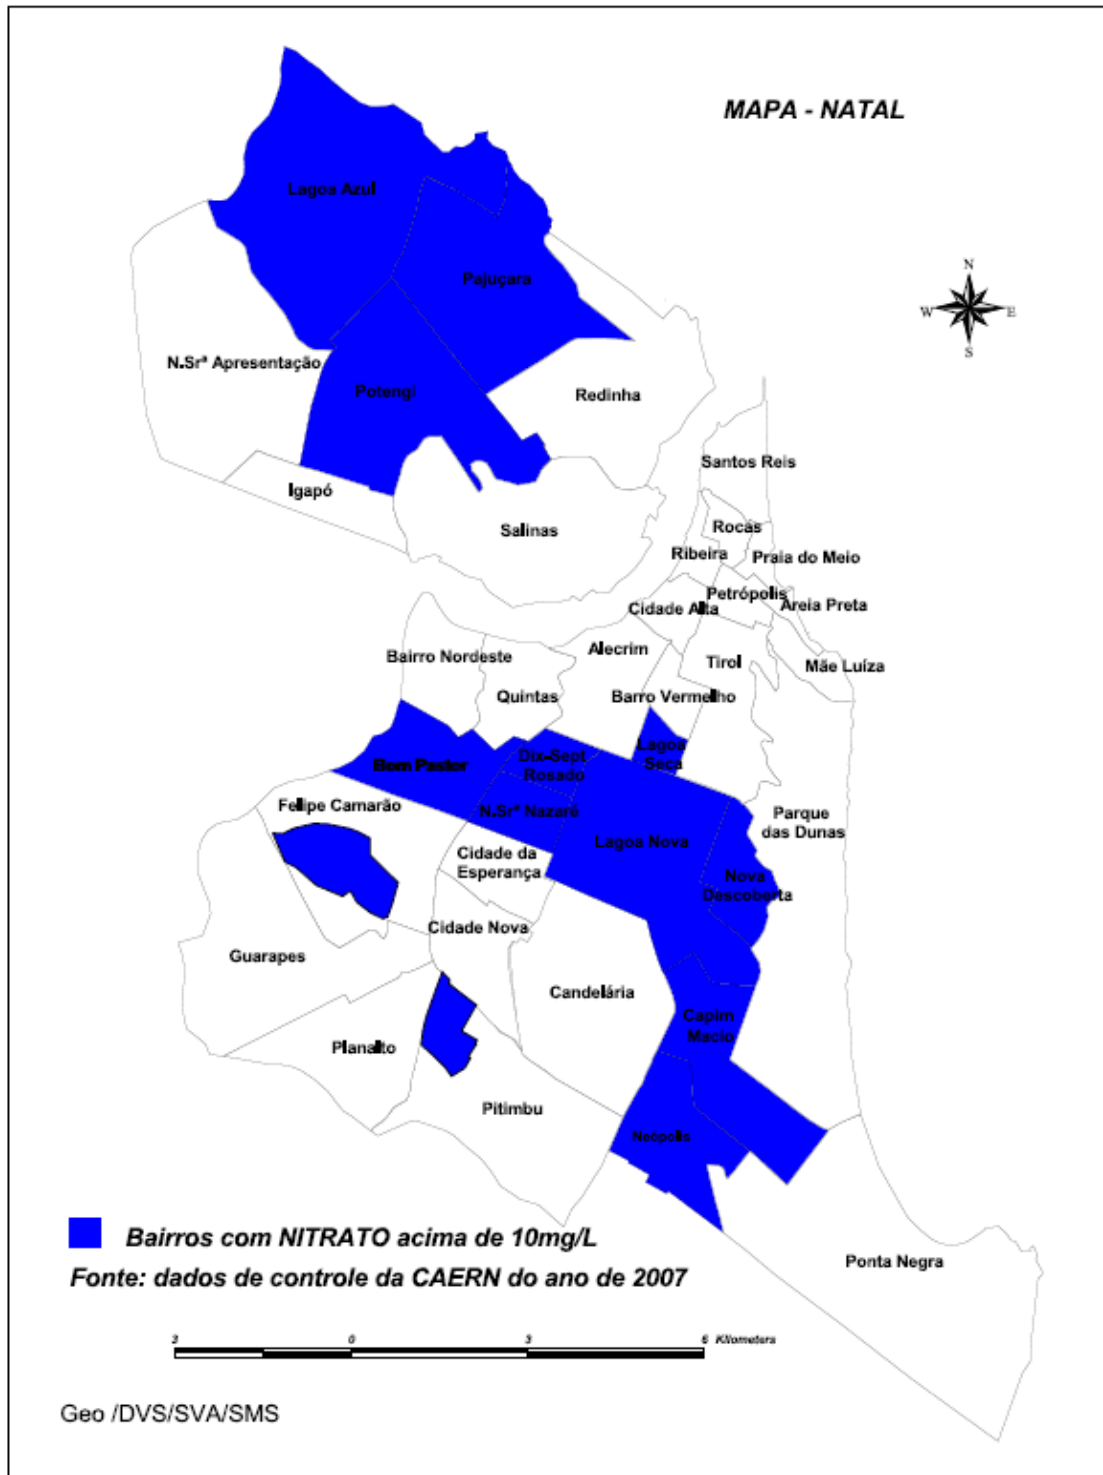 MAPA - NATAL
Lagoa Azul
Pajuçara
N
W
E
S
N.Srª Apresentação
Potengi
Redinha
Santos Reis
Igapó
Salinas
Rocas
Ribeira
Praia do Meio
Petrópolis
Cidade Alta
Areia Preta
Alecrim
Bairro Nordeste
Tirol
Mãe Luíza
Quintas
Barro Vermelho
Lagoa
Seca
Dix-Sept
Rosado
Bom Pastor
Felipe Camarão
N.Srª Nazaré
Parque
das Dunas
Lagoa Nova
Cidade da
Esperança
Nova
Descoberta
Cidade Nova
Guarapes
Candelária
Capim
Macio
Planalto
Pitimbu
Neópolis
Ponta Negra
Bairros com NITRATO acima de 10mg/L
Fonte: dados de controle da CAERN do ano de 2007
3 0 3 6 Kilometers
Geo /DVS/SVA/SMS